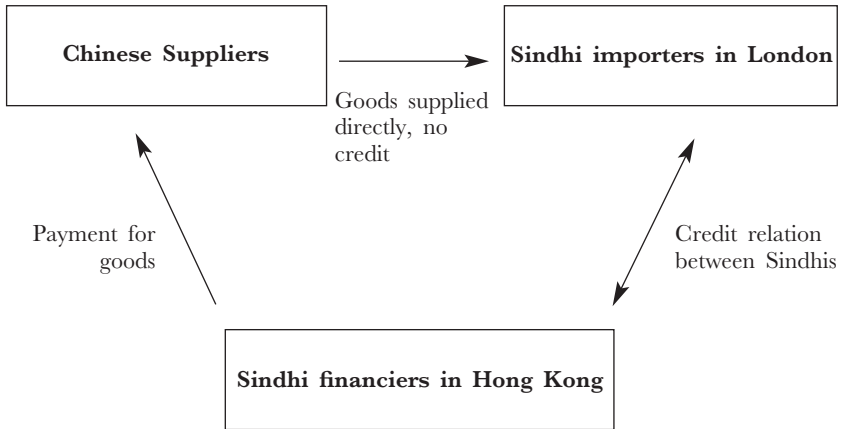 Chinese Suppliers
Sindhi importers in London
Goods supplied
directly, no
credit
Payment for
goods
Credit relation
between Sindhis
Sindhi financiers in Hong Kong